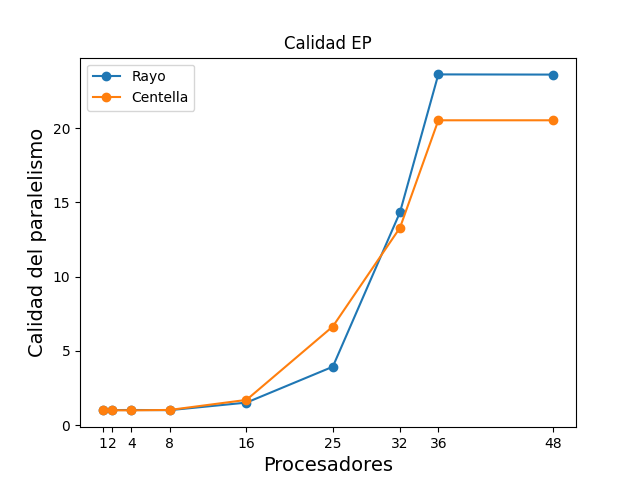 Calidad EP
Rayo
Centella
Calidad del paralelismo
20
15
10
5
0
1 2 4 8 16 25 32 36 48
Procesadores